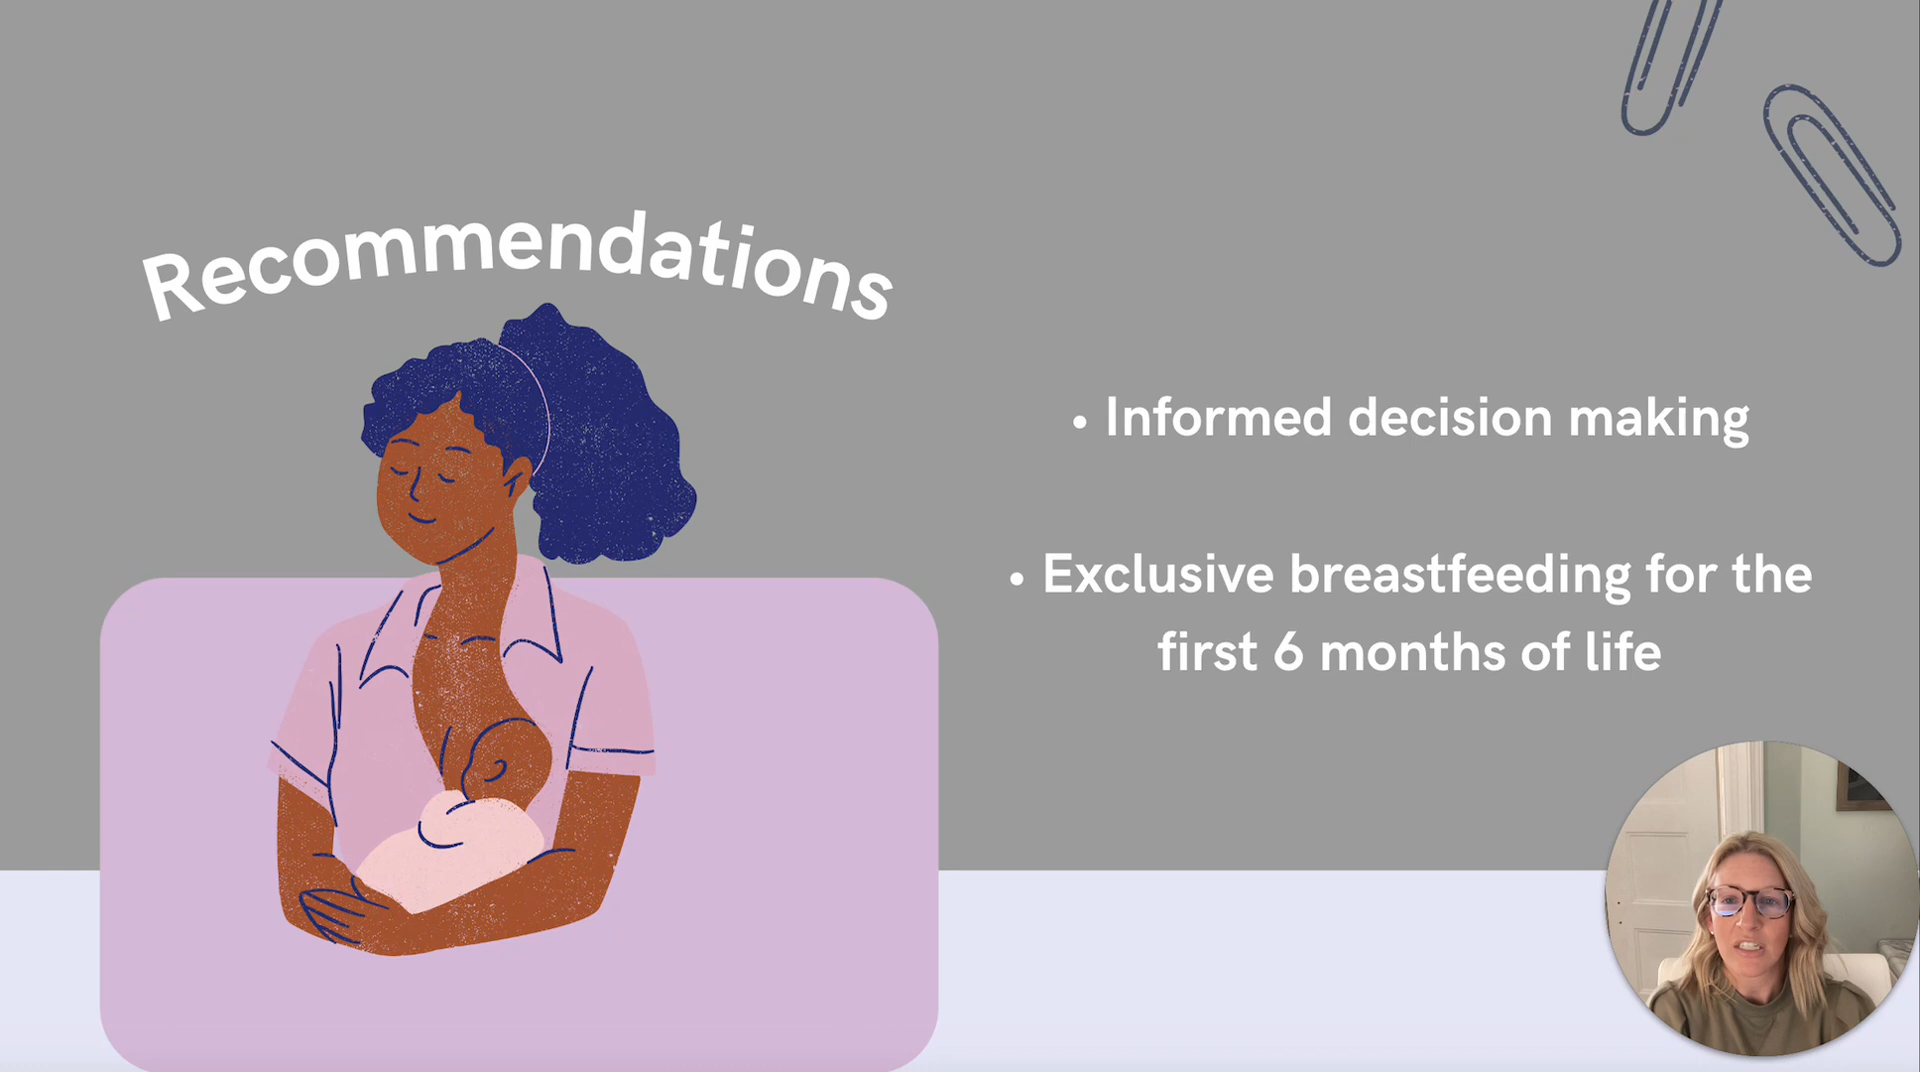 Recommendations
• Informed decision making
• Exclusive breastfeeding for the
first 6 months of life